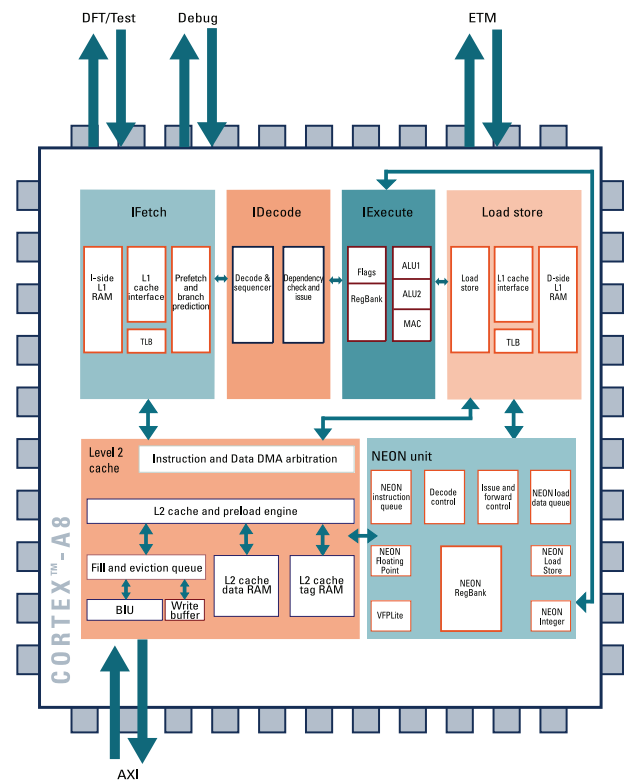 DFT/Test
Debug
ETM
IFetch
I-side
L1
RAM
L1
cache
interface
TLB
Prefetch
and
branch
prediction
IDecode
Decode &
sequencer
Dependency
check and
issue
IExecute
Flags
RegBank
ALU1
ALU2
MAC
Load store
Load
store
L1
cache
interface
TLB
D-side
L1
RAM
Level 2
cache
Instruction and Data DMA arbitration
L2 cache and preload engine
Fill and eviction queue
BIU
Write
buffer
L2 cache
data RAM
L2 cache
tag RAM
NEON unit
NEON
instruction
queue
Decode
control
Issue and
forward
control
NEON load
data queue
NEON
Floating
Point
NEON
RegBank
NEON
Load
Store
VFPLite
NEON
Integer
CORTEX™-A8
AXI